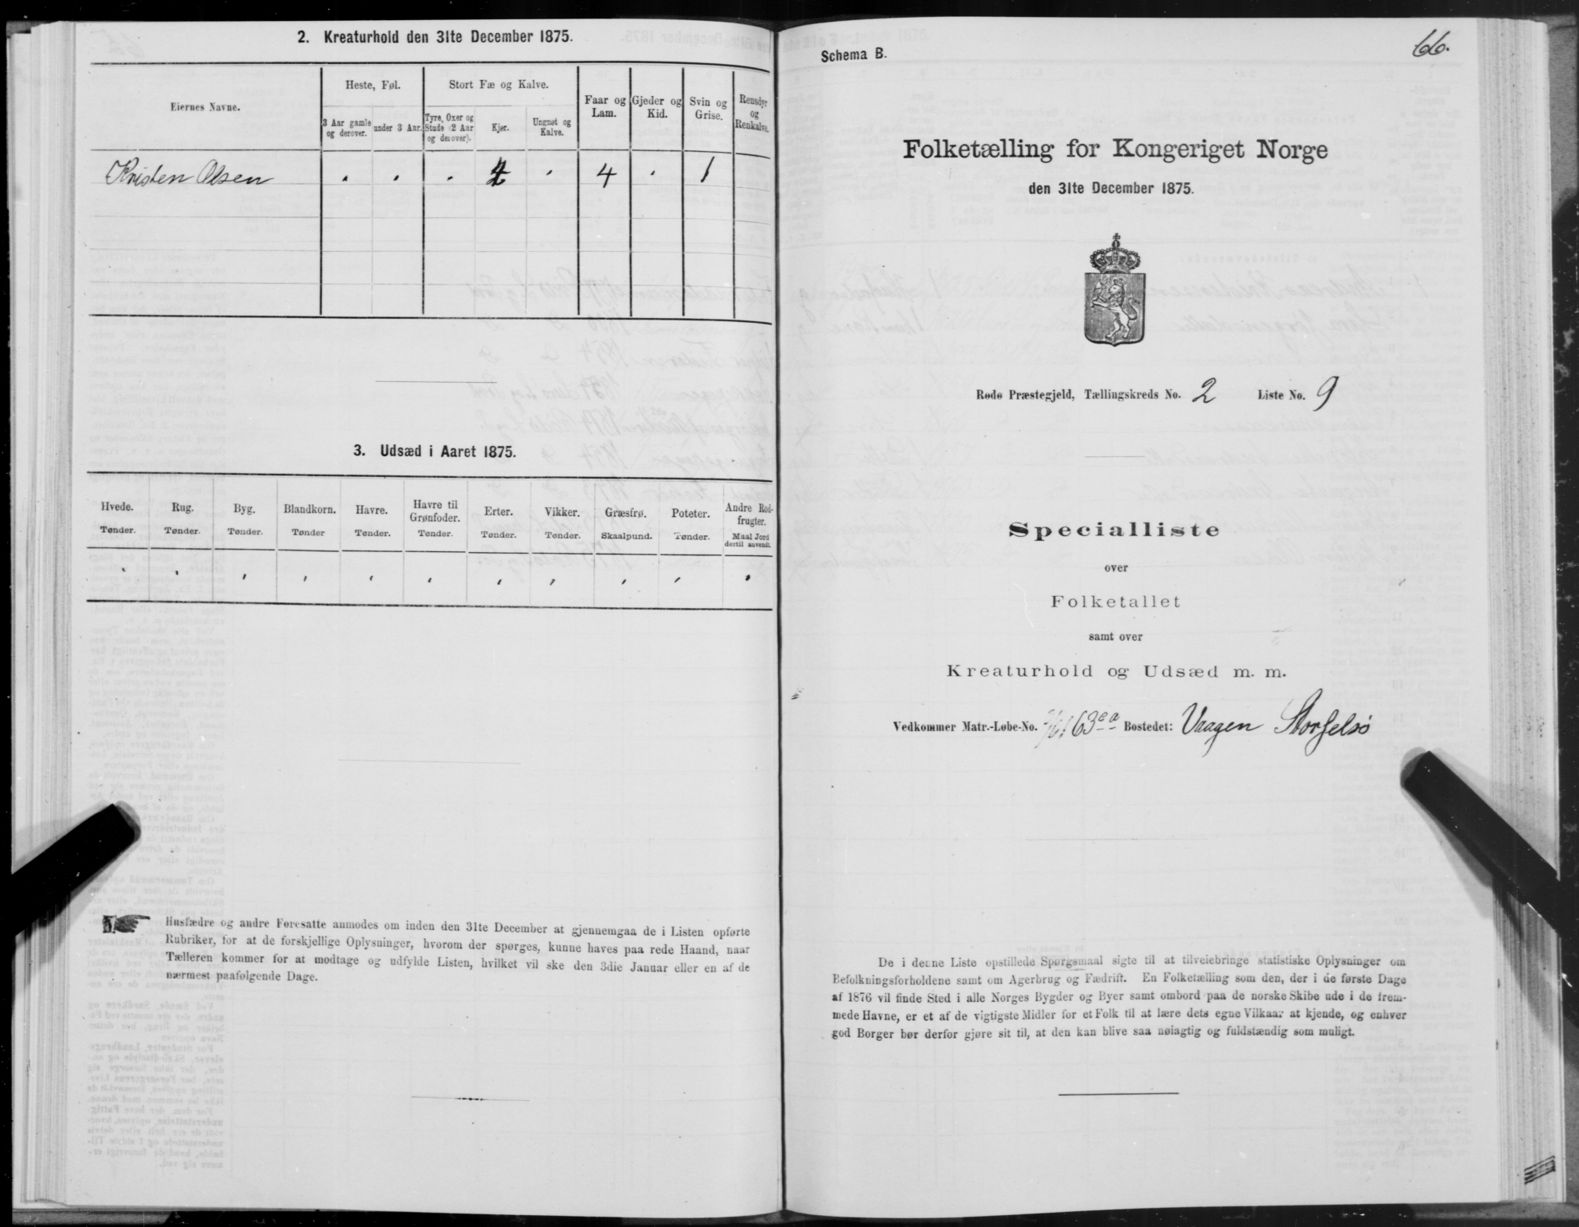 2. Kreaturhold den 31te December 1875.
Eiernes Navne.
Heste, Føl.
Stort Fæ og Kalve.
Faar og Lam.
Gjeder og Kid.
Svin og Grise.
Rensdyr og Renkalve.
3 Aar gamle og derover.
under 3 Aar.
Tyre, Oxer og Stude (2 Aar og derover).
Kjør.
Ungnøt og Kalve.
Kristen Olsen 4 1
3. Udsæd i Aaret 1875.
Hvede. Rug. Byg. Blandkorn. Havre. Havre til Grønfoder. Erter. Vikker. Græsfrø. Poteter. Andre Rodfrugter.
Tønder. Tønder. Tønder. Tønder Tønder. Tønder. Tønder. Tønder. Skaalpund. Tønder. Maal Jord dertil anvendt.
Husfædre og andre Foresatte anmodes om inden den 31te December at gjennemgaa de i Listen opførte
Rubriker, for at de forskjellige Oplysninger, hvorom der spørges, kunne haves paa rede Haand, naar
Tælleren kommer for at modtage og udfylde Listen, hvilket vil ske den 3die Januar eller en af de
nærmest paafølgende Dage.
66.
Schema B.
Folketælling for Kongeriget Norge
den 31te December 1875.
Rødø Præstegjeld, Tællingskreds No. 2 Liste No. 9
Specialliste
over
Folketallet
samt over
Kreaturhold og Udsæd m. m.
Vedkommer Matr.-Løbe-No. 163 a a Bostedet: Vaagen Storselsø
De i denne Liste opstillede Spørgsmaal sigte til at tilveiebringe statistiske Oplysninger om
Befolkningsforholdene samt om Agerbrug og Fædrift. En Folketælling som den, der i de første Dage
af 1876 vil finde Sted i alle Norges Bygder og Byer samt ombord paa de norske Skibe ude i de frem-
mede Havne, er et af de vigtigste Midler for et Folk til at lære dets egne Vilkaar at kjende, og enhver
god Borger bør derfor gjøre sit til, at den kan blive saa nøiagtig og fuldstændig som muligt.